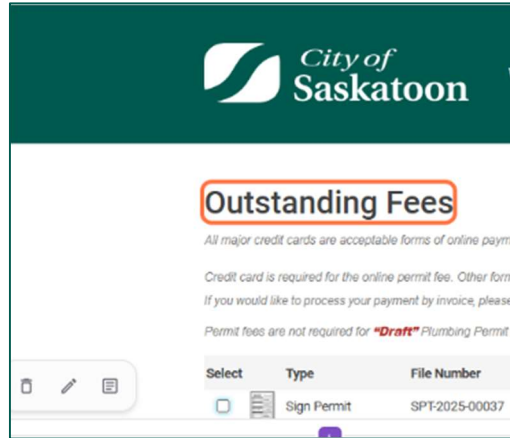 City of
Saskatoon
Outstanding Fees
All major credit cards are acceptable forms of online paym
Credit card is required for the online permit fee. Other form
If you would like to process your payment by invoice, please
Permit fees are not required for "Draft" Plumbing Permit
Select Type File Number
Sign Permit SPT-2025-00037